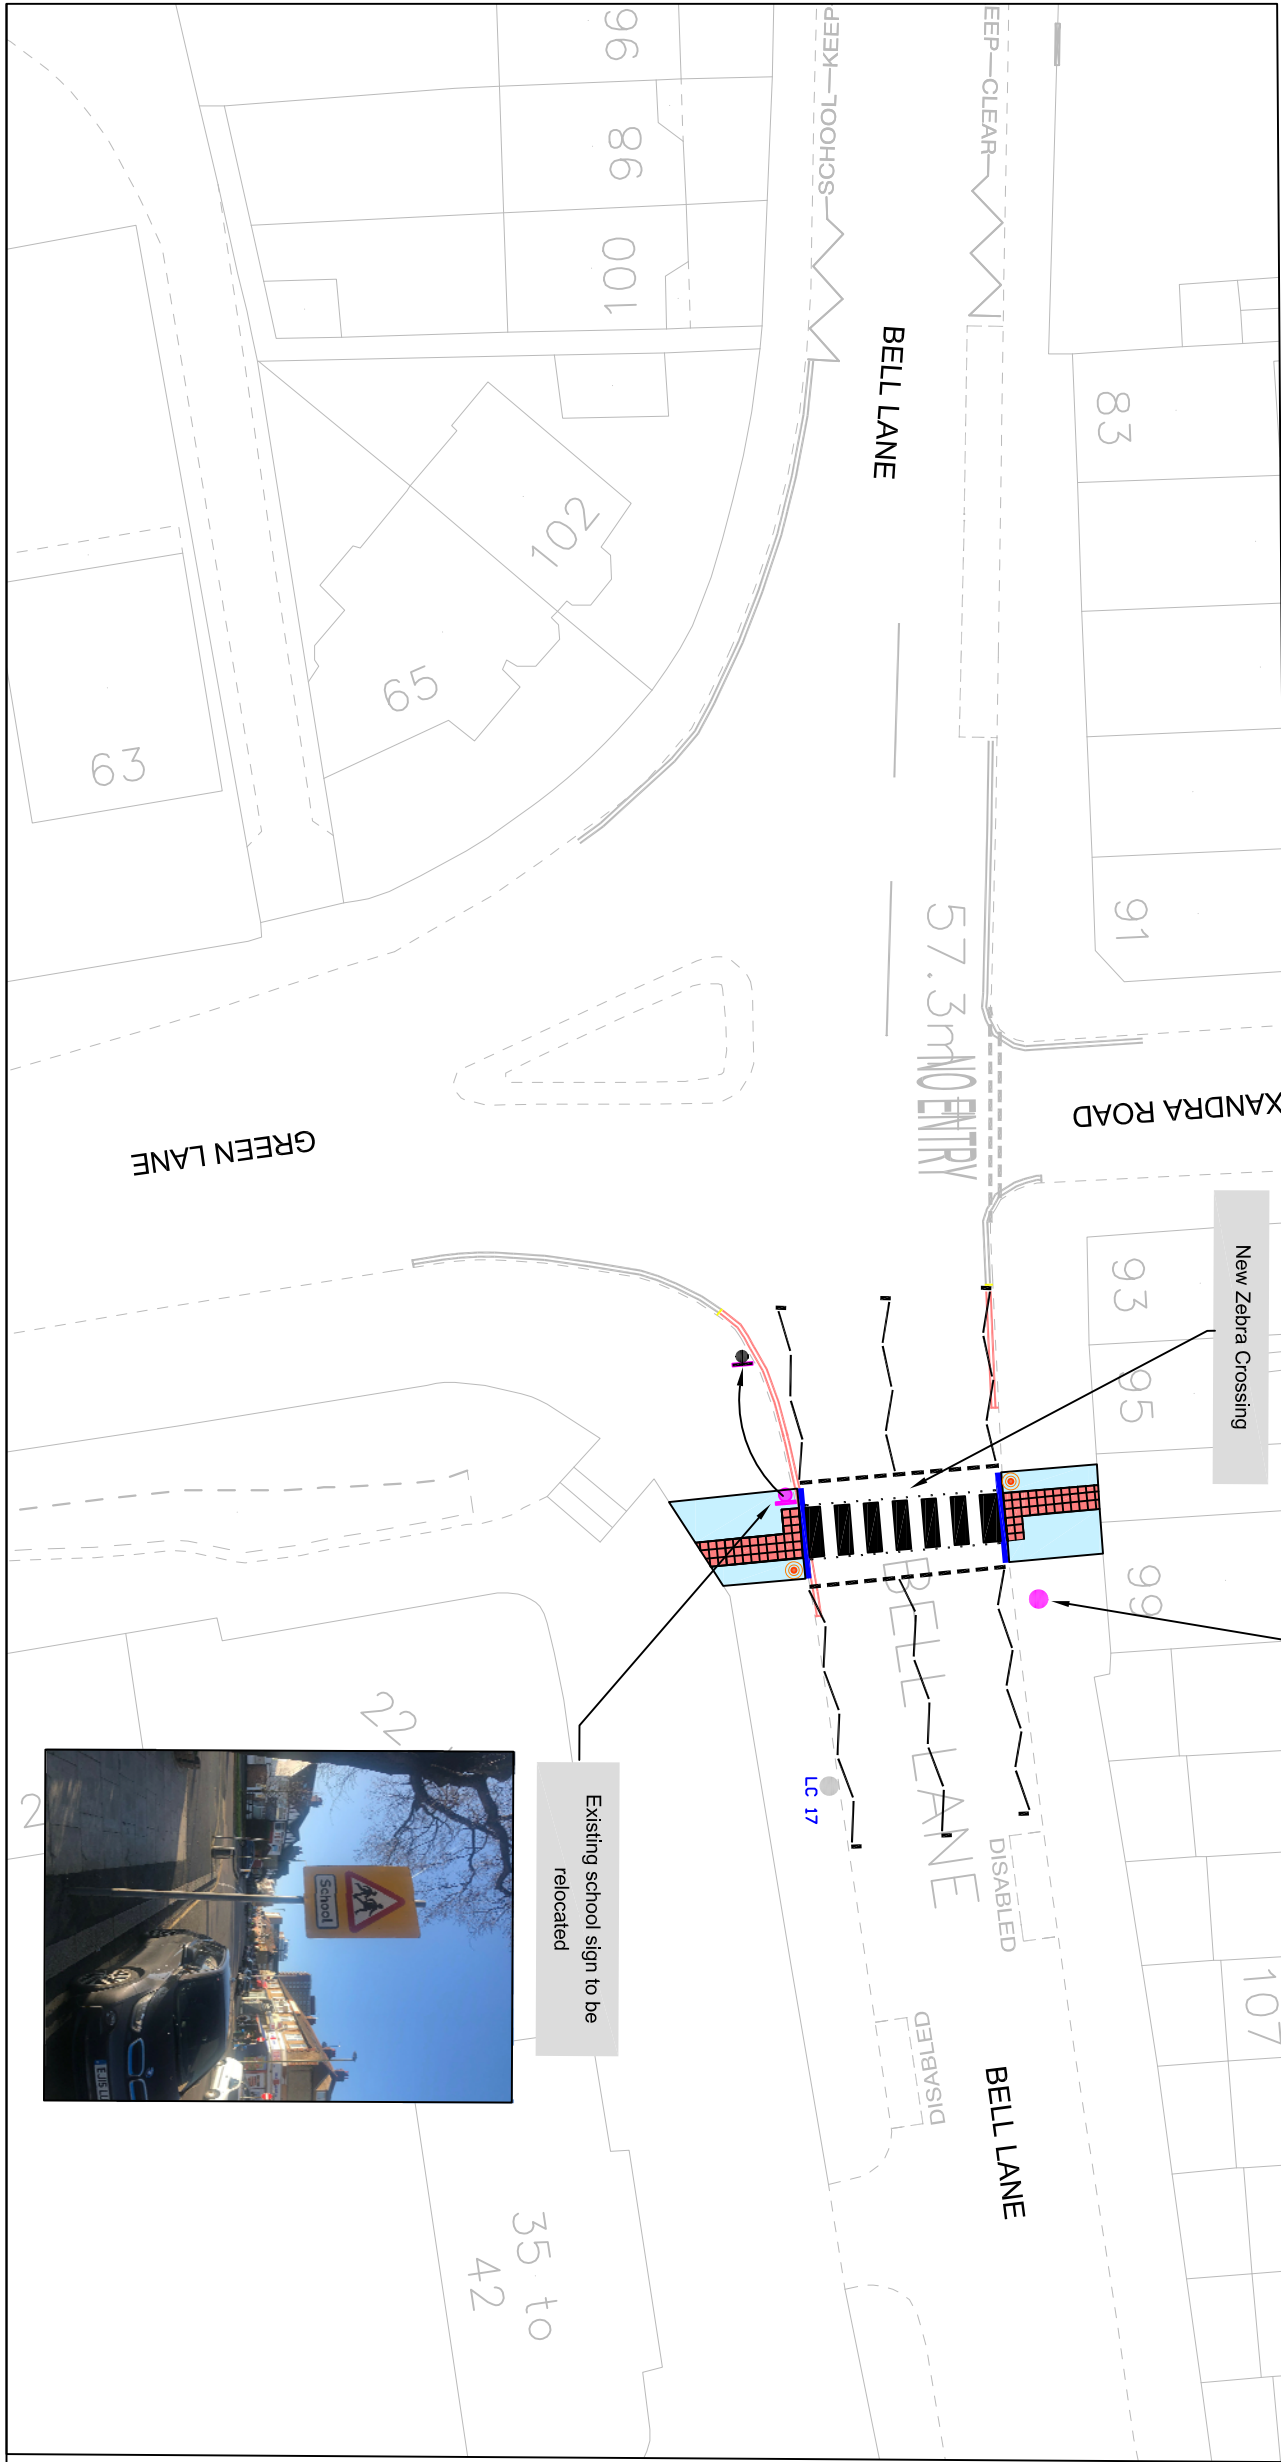 96
98
100
SCHOOL KEEP
EEP CLEAR
BELL LANE
83
102
65
63
91
57.3m
NO ENTRY
XANDRA ROAD
GREEN LANE
New Zebra Crossing
93
95
99
BELL LANE
22
LC 17
Existing school sign to be
relocated
School
DISABLED
DISABLED
107
BELL LANE
35 to
42
2